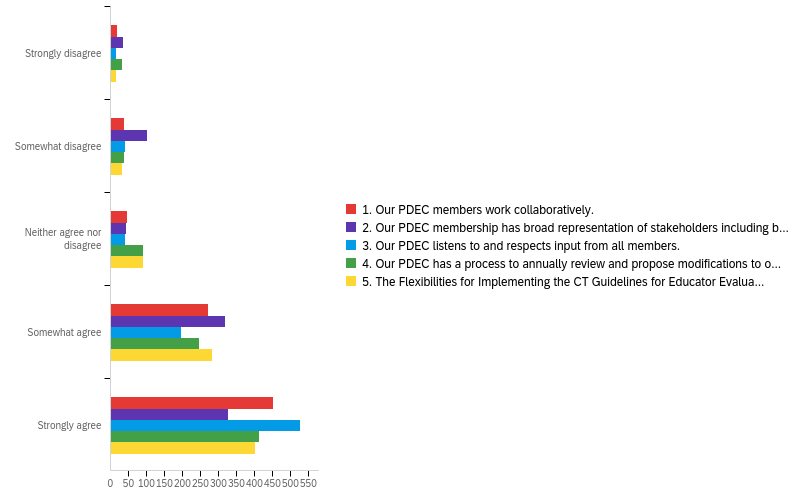 Strongly disagree
Somewhat disagree
Neither agree nor
disagree
Somewhat agree
Strongly agree
0 50 100 150 200 250 300 350 400 450 500 550
1. Our PDEC members work collaboratively.
2. Our PDEC membership has broad representation of stakeholders including b...
3. Our PDEC listens to and respects input from all members.
4. Our PDEC has a process to annually review and propose modifications to o...
5. The Flexibilities for Implementing the CT Guidelines for Educator Evalua...